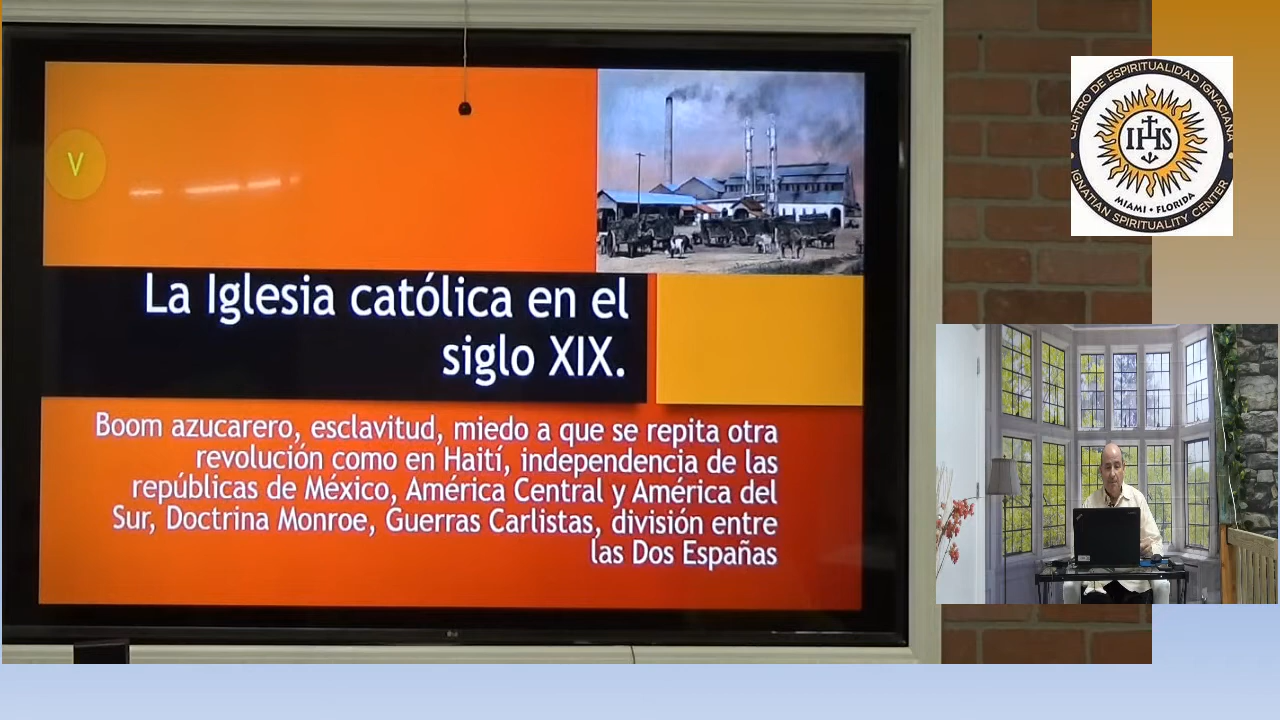 V
La Iglesia católica en el
siglo XIX.
Boom azucarero, esclavitud, miedo a que se repita otra
revolución como en Haití, independencia de las
repúblicas de México, América Central y América del
Sur, Doctrina Monroe, Guerras Carlistas, división entre
las Dos Españas
CENTRO DE ESPIRITUALIDAD IGNACIANA
IHS
MIAMI • FLORIDA
IGNATIAN SPIRITUALITY CENTER